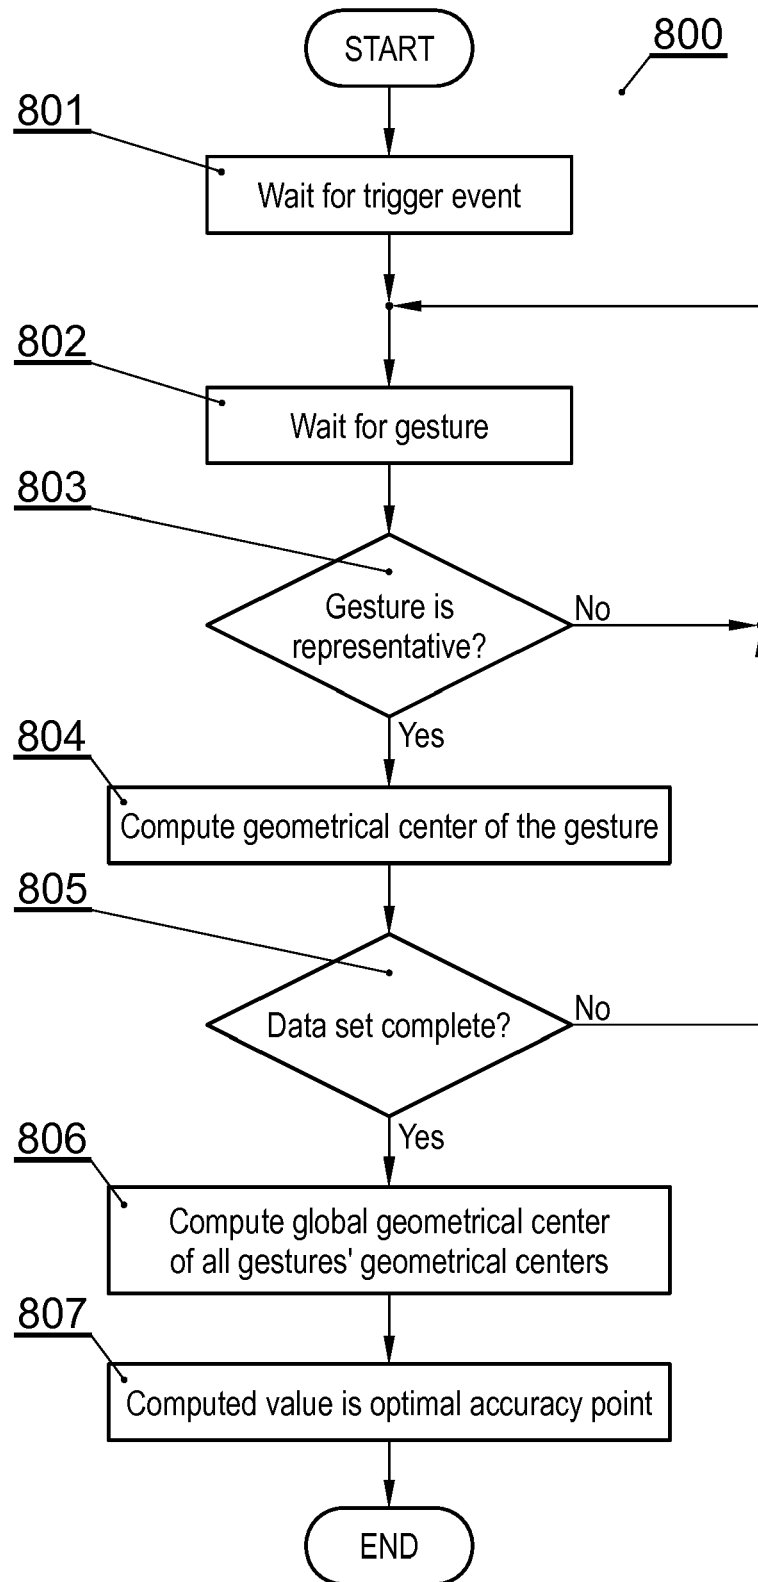 START
800
801
Wait for trigger event
802
Wait for gesture
803
Gesture is
representative?
No
Yes
804
Compute geometrical center of the gesture
805
Data set complete?
No
Yes
806
Compute global geometrical center
of all gestures' geometrical centers
807
Computed value is optimal accuracy point
END